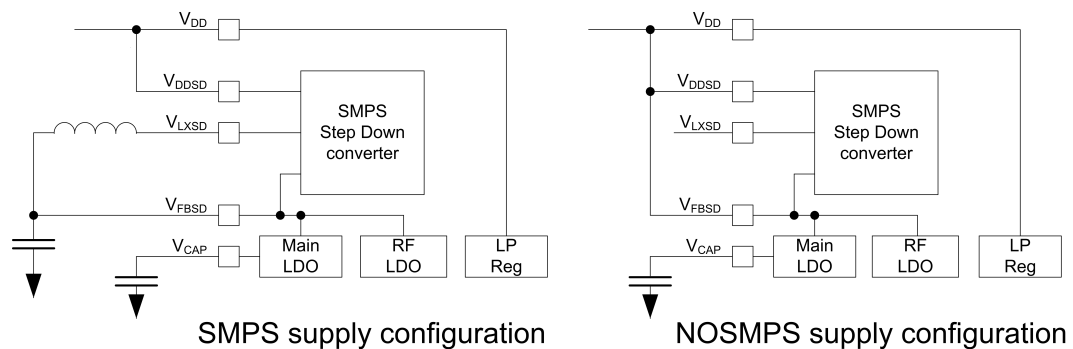 VDD
VDDSD
SMPS
Step Down
converter
VLXSD
VFBSD
VCAP
Main
LDO
RF
LDO
LP
Reg
SMPS supply configuration
VDD
VDDSD
SMPS
Step Down
converter
VLXSD
VFBSD
VCAP
Main
LDO
RF
LDO
LP
Reg
NOSMPS supply configuration